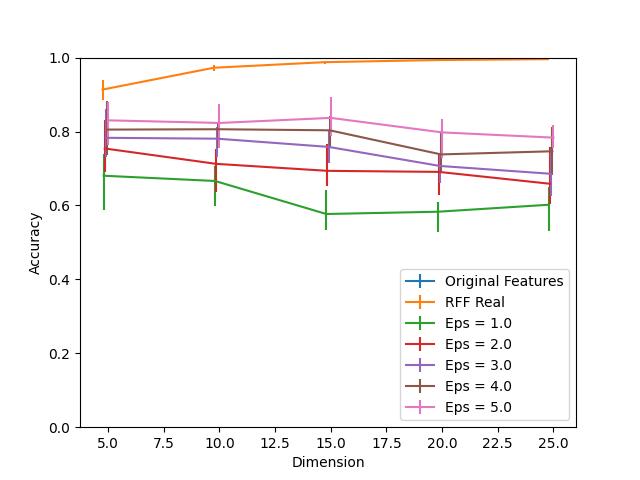 1.0
0.8
0.6
0.4
0.2
0.0
Accuracy
Original Features
RFF Real
Eps = 1.0
Eps = 2.0
Eps = 3.0
Eps = 4.0
Eps = 5.0
5.0 7.5 10.0 12.5 15.0 17.5 20.0 22.5 25.0
Dimension